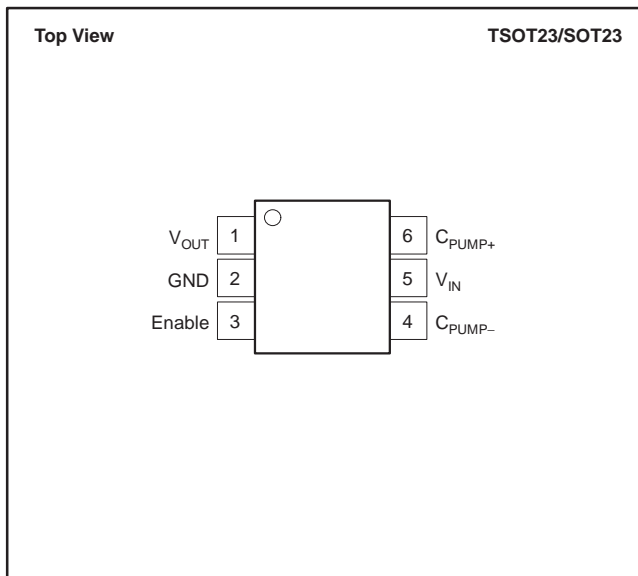 Top View TSOT23/SOT23
V_OUT 1 6 C_PUMP+
GND 2 5 V_IN
Enable 3 4 C_PUMP–